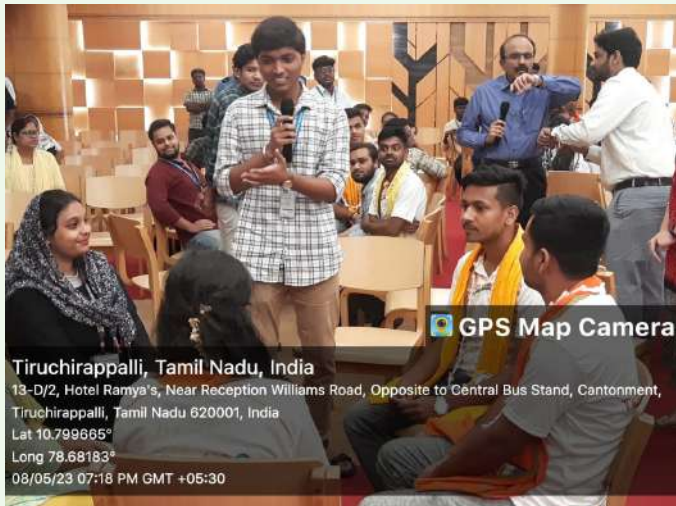 GPS Map Camera
Tiruchirappalli, Tamil Nadu, India
13-D/2, Hotel Ramya's, Near Reception Williams Road, Opposite to Central Bus Stand, Cantonment,
Tiruchirappalli, Tamil Nadu 620001, India
Lat 10.799665°
Long 78.68183°
08/05/23 07:18 PM GMT +05:30